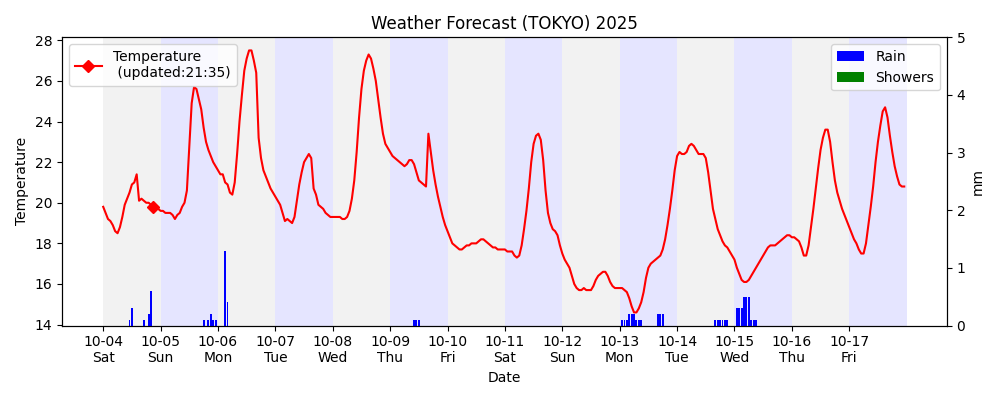 Weather Forecast (TOKYO) 2025
Temperature
(updated:21:35)
Rain
Showers
Temperature
28
26
24
22
20
18
16
14
mm
5
4
3
2
1
0
10-04 10-05 10-06 10-07 10-08 10-09 10-10 10-11 10-12 10-13 10-14 10-15 10-16 10-17
Sat Sun Mon Tue Wed Thu Fri Sat Sun Mon Tue Wed Thu Fri
Date